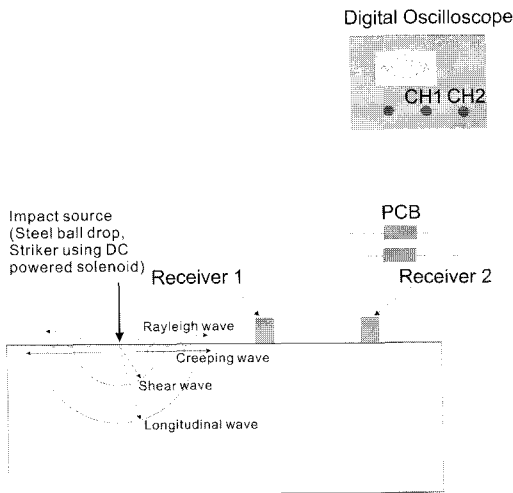 Digital Oscilloscope
CH1 CH2
PCB
Impact source
(Steel ball drop,
Striker using DC
powered solenoid)
Receiver 1
Receiver 2
Rayleigh wave
Creeping wave
Shear wave
Longitudinal wave